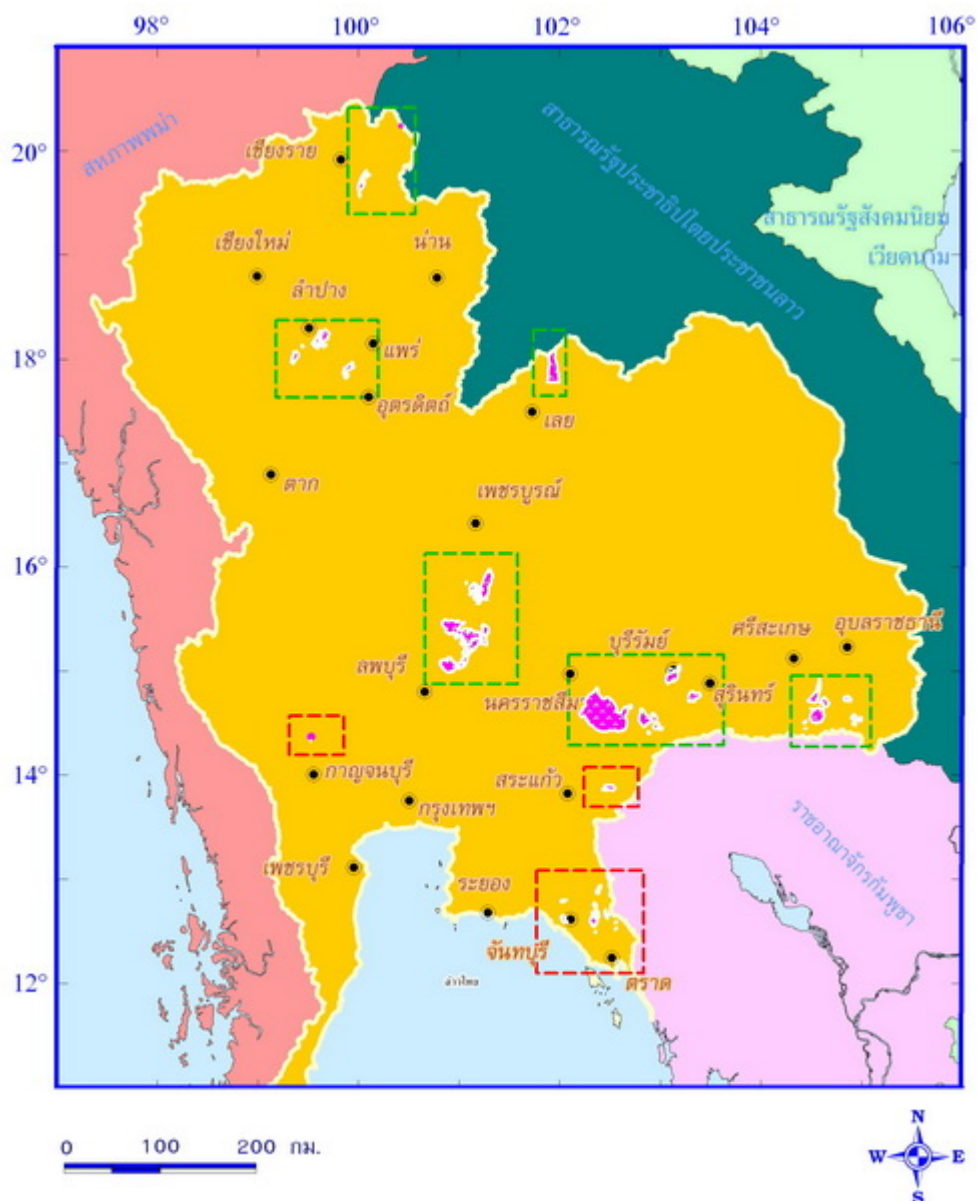 98°
100°
102°
104°
106°
20°
18°
16°
14°
12°
สหภาพพม่า
สาธารณรัฐประชาธิปไตยประชาชนลาว
สาธารณรัฐสังคมนิยม
เวียดนาม
เชียงราย
เชียงใหม่
น่าน
ลำปาง
แพร่
อุตรดิตถ์
เลย
ตาก
เพชรบูรณ์
ลพบุรี
บุรีรัมย์
ศรีสะเกษ
อุบลราชธานี
นครราชสีมา
สุรินทร์
กาญจนบุรี
สระแก้ว
กรุงเทพฯ
ราชอาณาจักรกัมพูชา
เพชรบุรี
ระยอง
จันทบุรี
ตราด
อ่าวไทย
0 100 200 กม.
N
W E
S